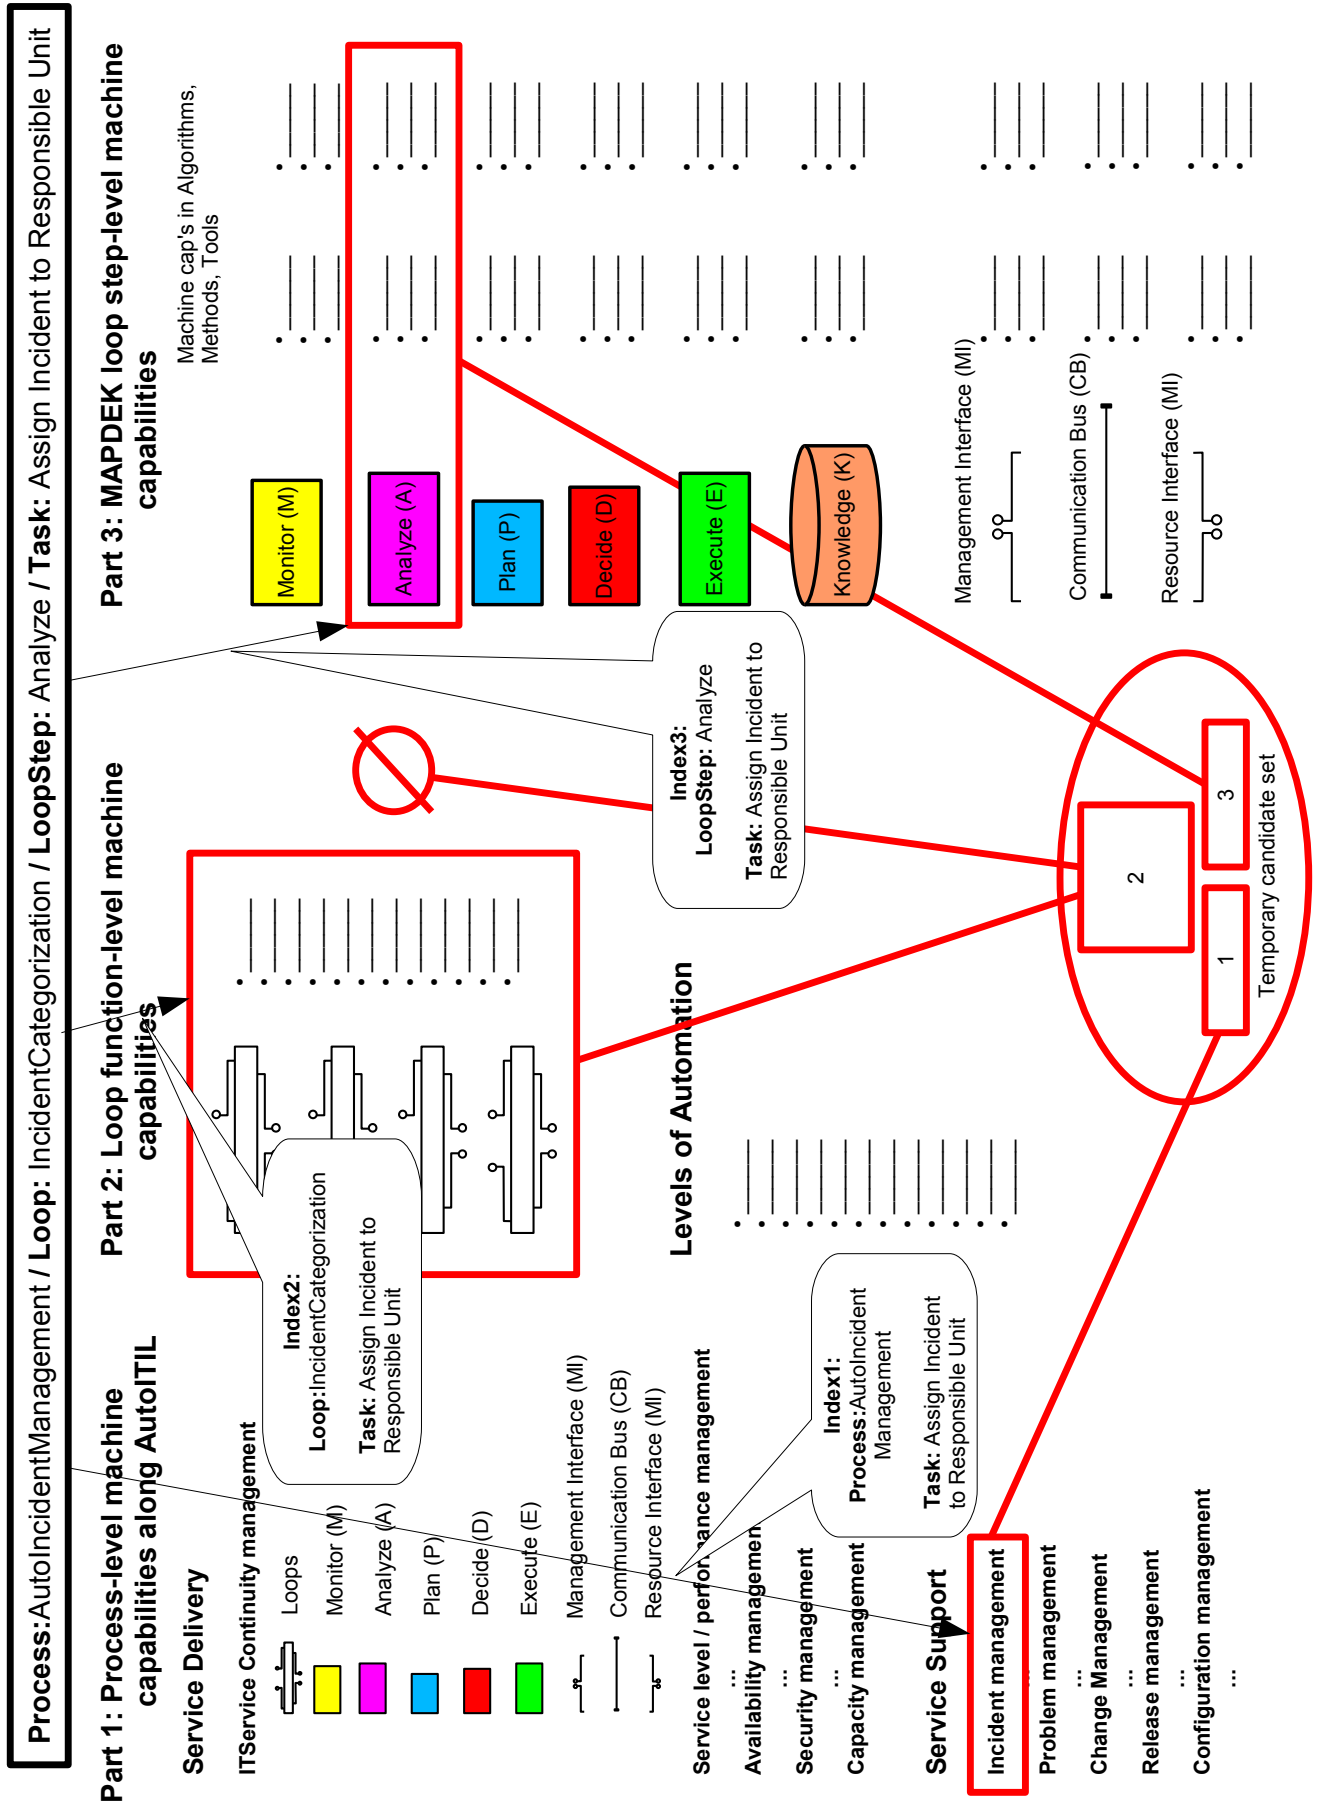 Process:AutoIncidentManagement / Loop: IncidentCategorization / LoopStep: Analyze / Task: Assign Incident to Responsible Unit
Part 1: Process-level machine
capabilities along AutoITIL
Service Delivery
ITService Continuity management
Loops
Monitor (M)
Analyze (A)
Plan (P)
Decide (D)
Execute (E)
Management Interface (MI)
Communication Bus (CB)
Resource Interface (MI)
Service level / performance management
...
Availability management
...
Security management
...
Capacity management
Service Support
Incident management
...
Problem management
...
Change Management
...
Release management
...
Configuration management
...
Index1:
Process:AutoIncident
Management
Task: Assign Incident
to Responsible Unit
Part 2: Loop function-level machine
capabilities
Index2:
Loop:IncidentCategorization
Task: Assign Incident to
Responsible Unit
Levels of Automation
Part 3: MAPDEK loop step-level machine
capabilities
Machine cap's in Algorithms,
Methods, Tools
Monitor (M)
Analyze (A)
Plan (P)
Decide (D)
Execute (E)
Knowledge (K)
Management Interface (MI)
Communication Bus (CB)
Resource Interface (MI)
Index3:
LoopStep: Analyze
Task: Assign Incident to
Responsible Unit
2
1
3
Temporary candidate set